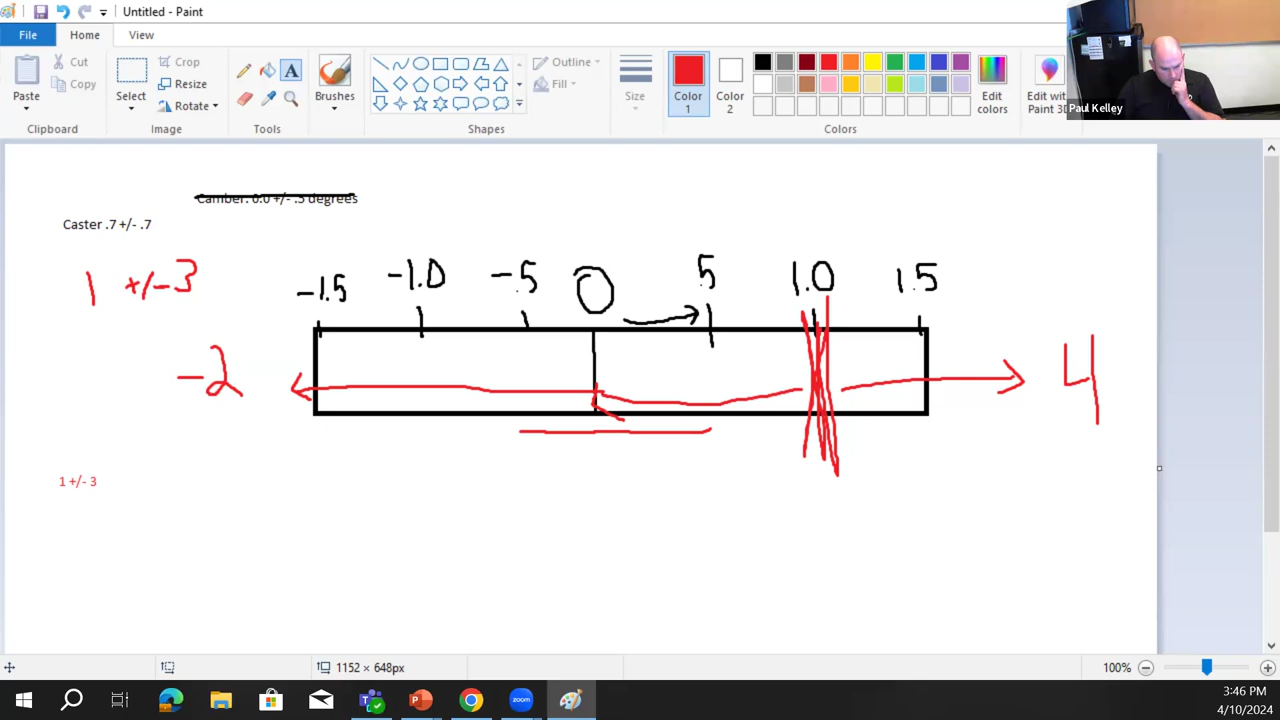 Untitled - Paint
File Home View
Paste Cut Copy Clipboard
Select Crop Resize Rotate Image
Tools
Brushes
Outline Fill Shapes
Size
Color 1 Color 2 Edit colors Colors
Edit with Paint 3D
Paul Kelley
Camber: 0.0 +/- .5 degrees
Caster .7 +/- .7
1 +/- 3
-1.5 -1.0 -.5 0 .5 1.0 1.5
-2 4
1 +/- 3
1152 × 648px 100%
zoom
3:46 PM
4/10/2024